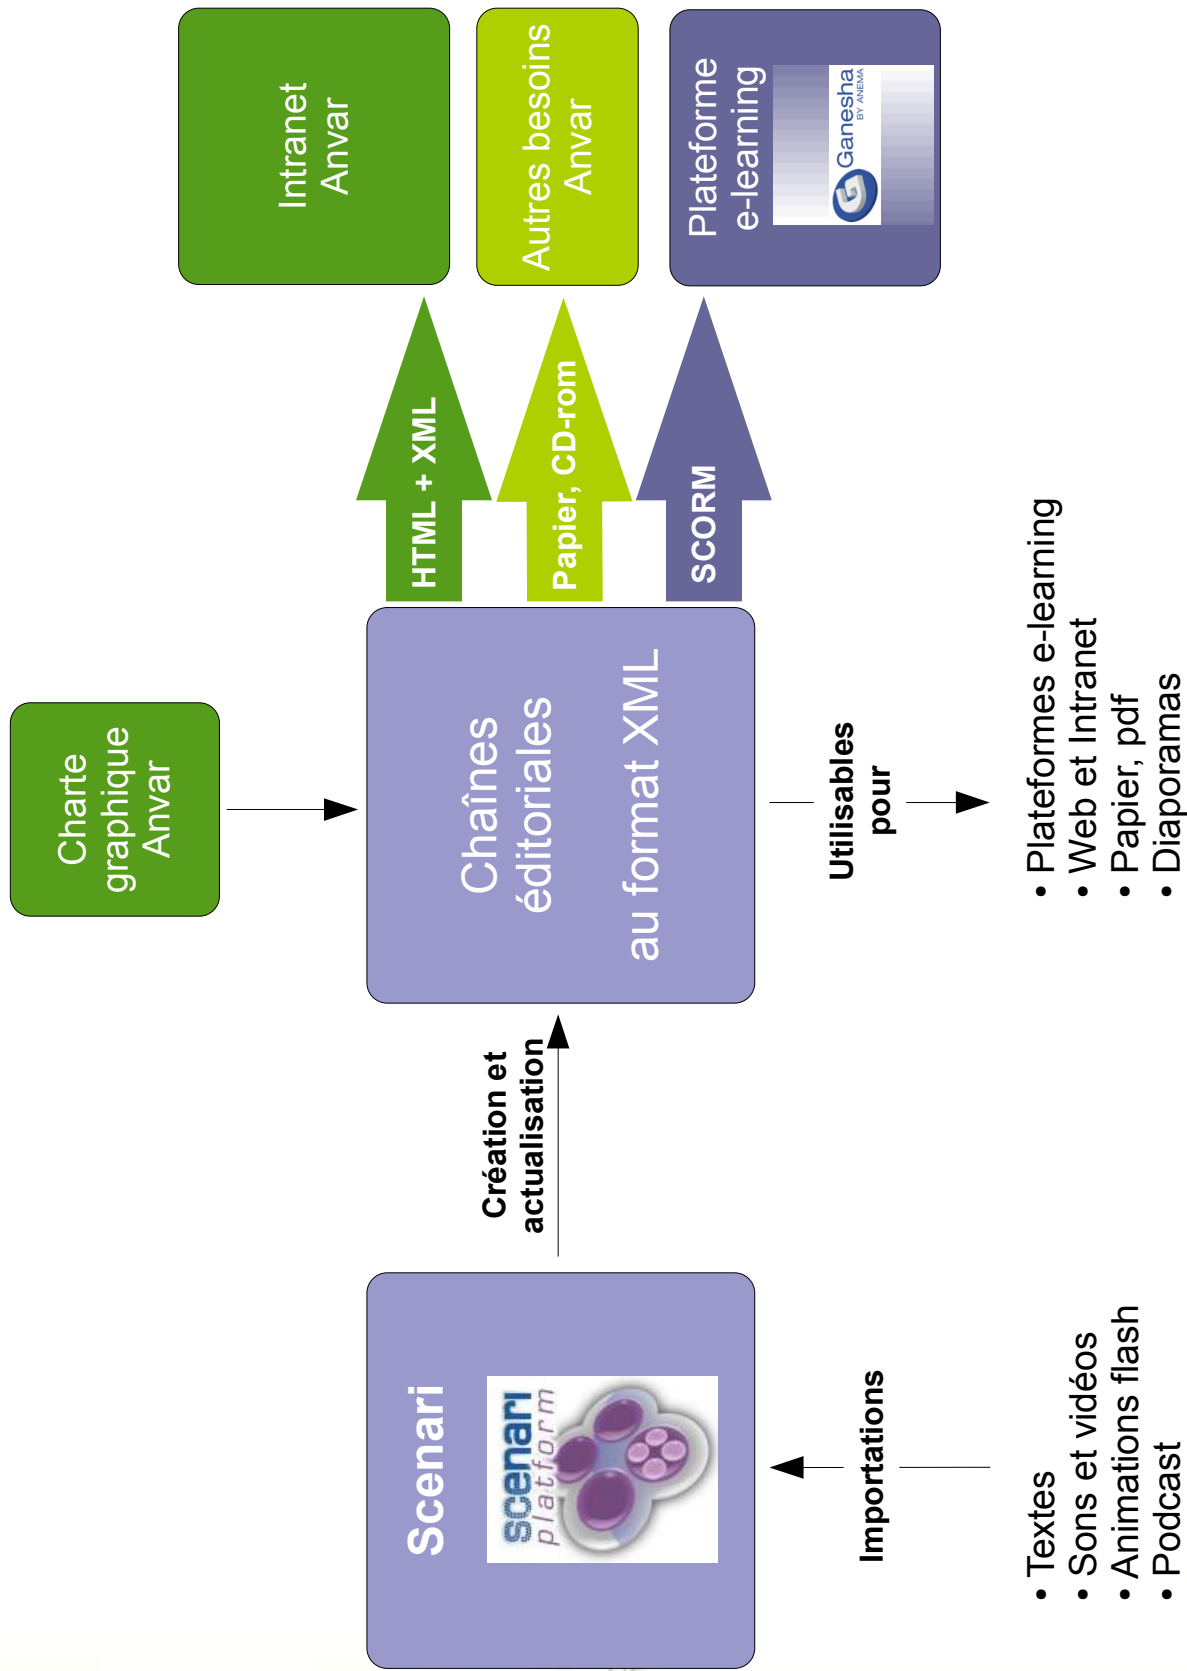 Charte
graphique
Anvar
Intranet
Anvar
Autres besoins
Anvar
Plateforme
e-learning
Ganesha
BY ANEMA
HTML + XML
Papier, CD-rom
SCORM
Scenari
scenari
platform
Création et
actualisation
Chaînes
éditoriales
au format XML
Importations
• Textes
• Sons et vidéos
• Animations flash
• Podcast
Utilisables
pour
• Plateformes e-learning
• Web et Intranet
• Papier, pdf
• Diaporamas